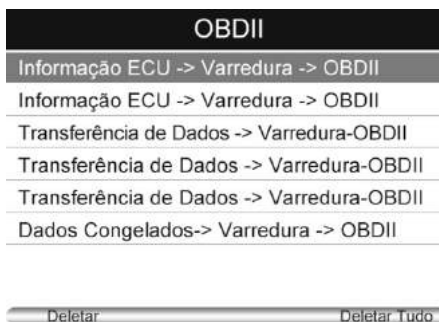 OBDII
Informação ECU -> Varredura -> OBDII
Informação ECU -> Varredura -> OBDII
Transferência de Dados -> Varredura-OBDII
Transferência de Dados -> Varredura-OBDII
Transferência de Dados -> Varredura-OBDII
Dados Congelados-> Varredura -> OBDII
Deletar Deletar Tudo